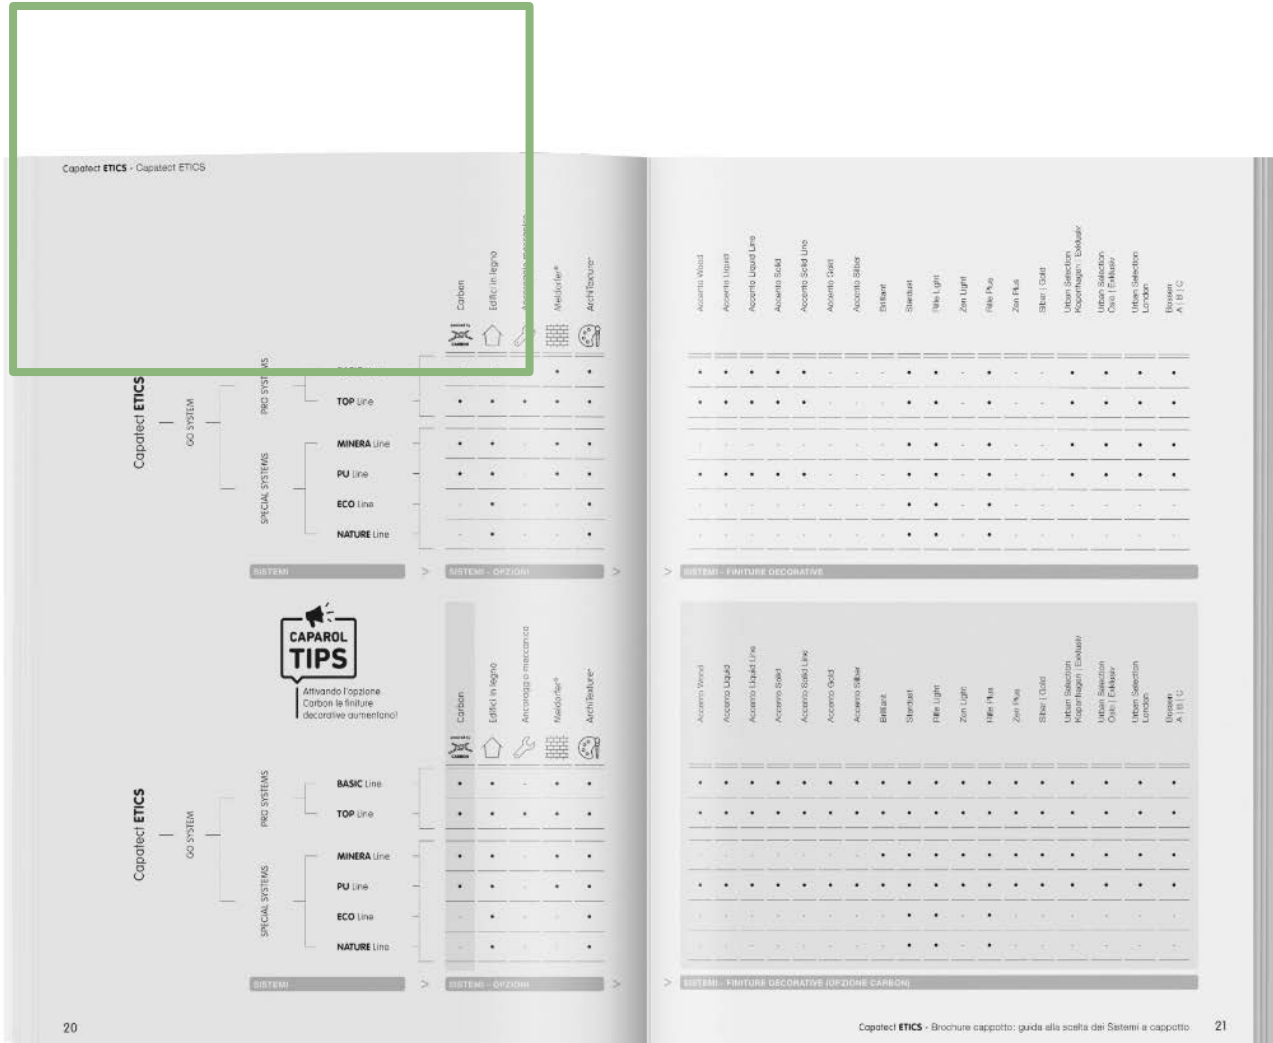 Capatect ETICS - Capatect ETICS
Carbon
Edifici in legno
Meldorfer®
ArchiTexture®
CARBON
Capatect ETICS
GO SYSTEM
PRO SYSTEMS
TOP Line
SPECIAL SYSTEMS
MINERA Line
PU Line
ECO Line
NATURE Line
SISTEMI > SISTEMI - OPZIONI >
CAPAROL
TIPS
Attivando l'opzione
Carbon le finiture
decorative aumentano!
Carbon
Edifici in legno
Ancoraggio meccanico
Meldorfer®
ArchiTexture®
CARBON
Capatect ETICS
GO SYSTEM
PRO SYSTEMS
BASIC Line
TOP Line
SPECIAL SYSTEMS
MINERA Line
PU Line
ECO Line
NATURE Line
SISTEMI > SISTEMI - OPZIONI >
20
Accento Wood
Accento Liquid
Accento Liquid Line
Accento Solid
Accento Solid Line
Accento Gold
Accento Silber
Brilliant
Stardust
Rille Light
Zen Light
Rille Plus
Zen Plus
Silber | Gold
Urban Selection
Kopenhagen | Exklusiv
Urban Selection
Oslo | Exklusiv
Urban Selection
London
Bossen
A | B | C
> SISTEMI - FINITURE DECORATIVE
Accento Wood
Accento Liquid
Accento Liquid Line
Accento Solid
Accento Solid Line
Accento Gold
Accento Silber
Brilliant
Stardust
Rille Light
Zen Light
Rille Plus
Zen Plus
Silber | Gold
Urban Selection
Kopenhagen | Exklusiv
Urban Selection
Oslo | Exklusiv
Urban Selection
London
Bossen
A | B | C
> SISTEMI - FINITURE DECORATIVE (OPZIONE CARBON)
Capatect ETICS - Brochure cappotto: guida alla scelta dei Sistemi a cappotto 21